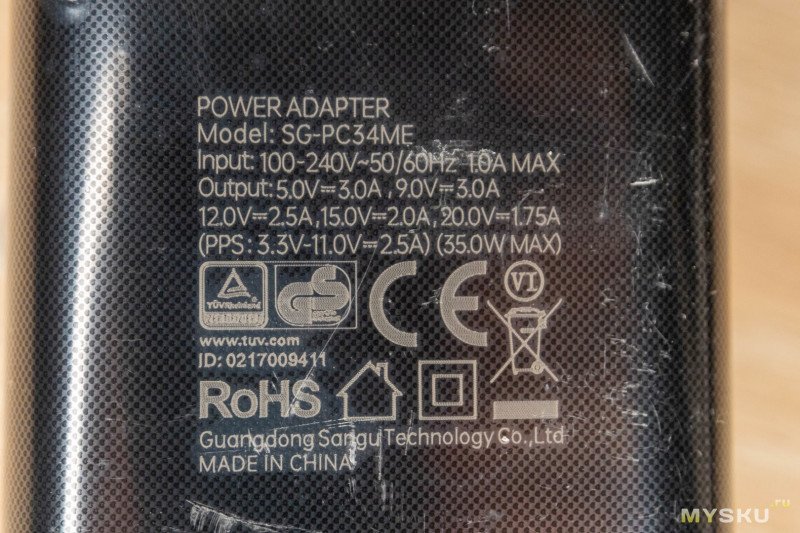 POWER ADAPTER
Model: SG-PC34ME
Input: 100-240V~50/60Hz 1.0A MAX
Output: 5.0V⎓3.0A ,9.0V⎓3.0A
12.0V⎓2.5A,15.0V⎓2.0A,20.0V⎓1.75A
(PPS: 3.3V-11.0V⎓2.5A) (35.0W MAX)
TÜVRheinland
GS
CE
VI
www.tuv.com
ID: 0217009411
RoHS
Guangdong Sangu Technology Co.,Ltd
MADE IN CHINA
MYSKU.ru